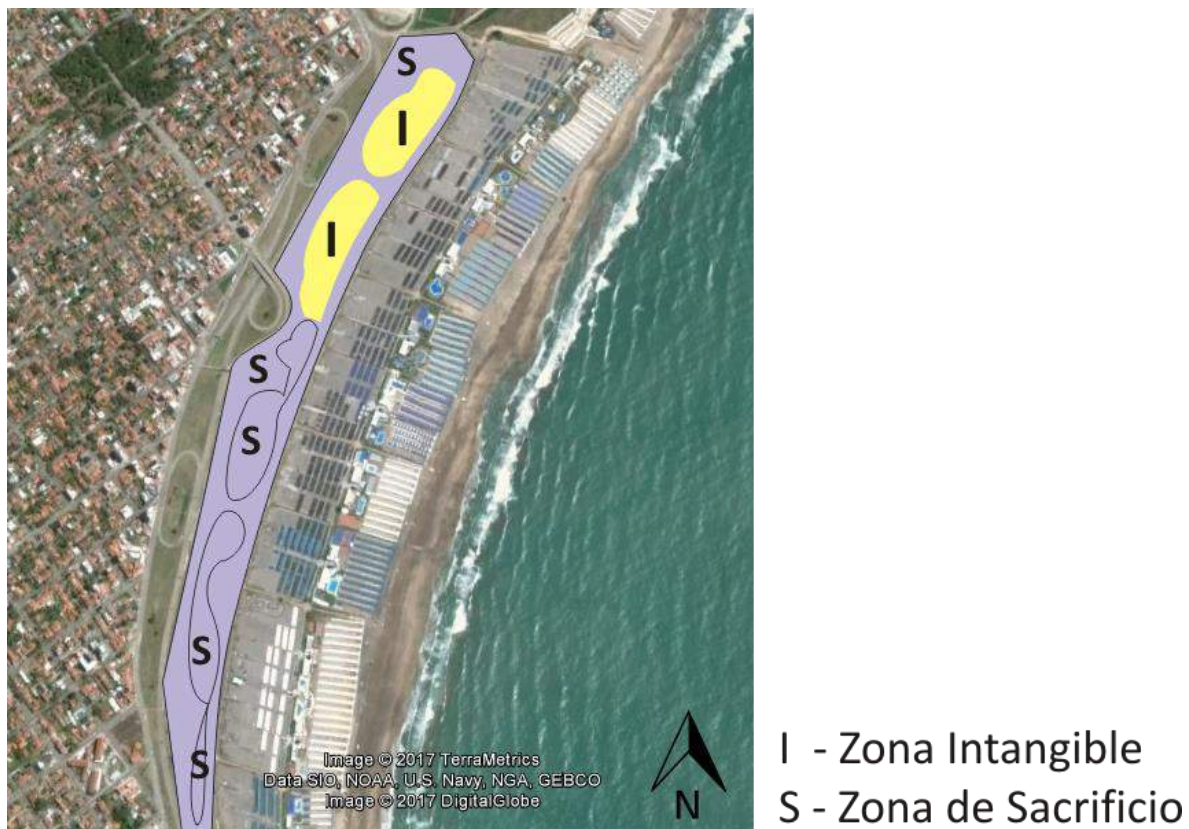 S
I
I
S
S
S
S
Image © 2017 TerraMetrics
Data SIO, NOAA, U.S. Navy, NGA, GEBCO
Image © 2017 DigitalGlobe
N
I - Zona Intangible
S - Zona de Sacrificio